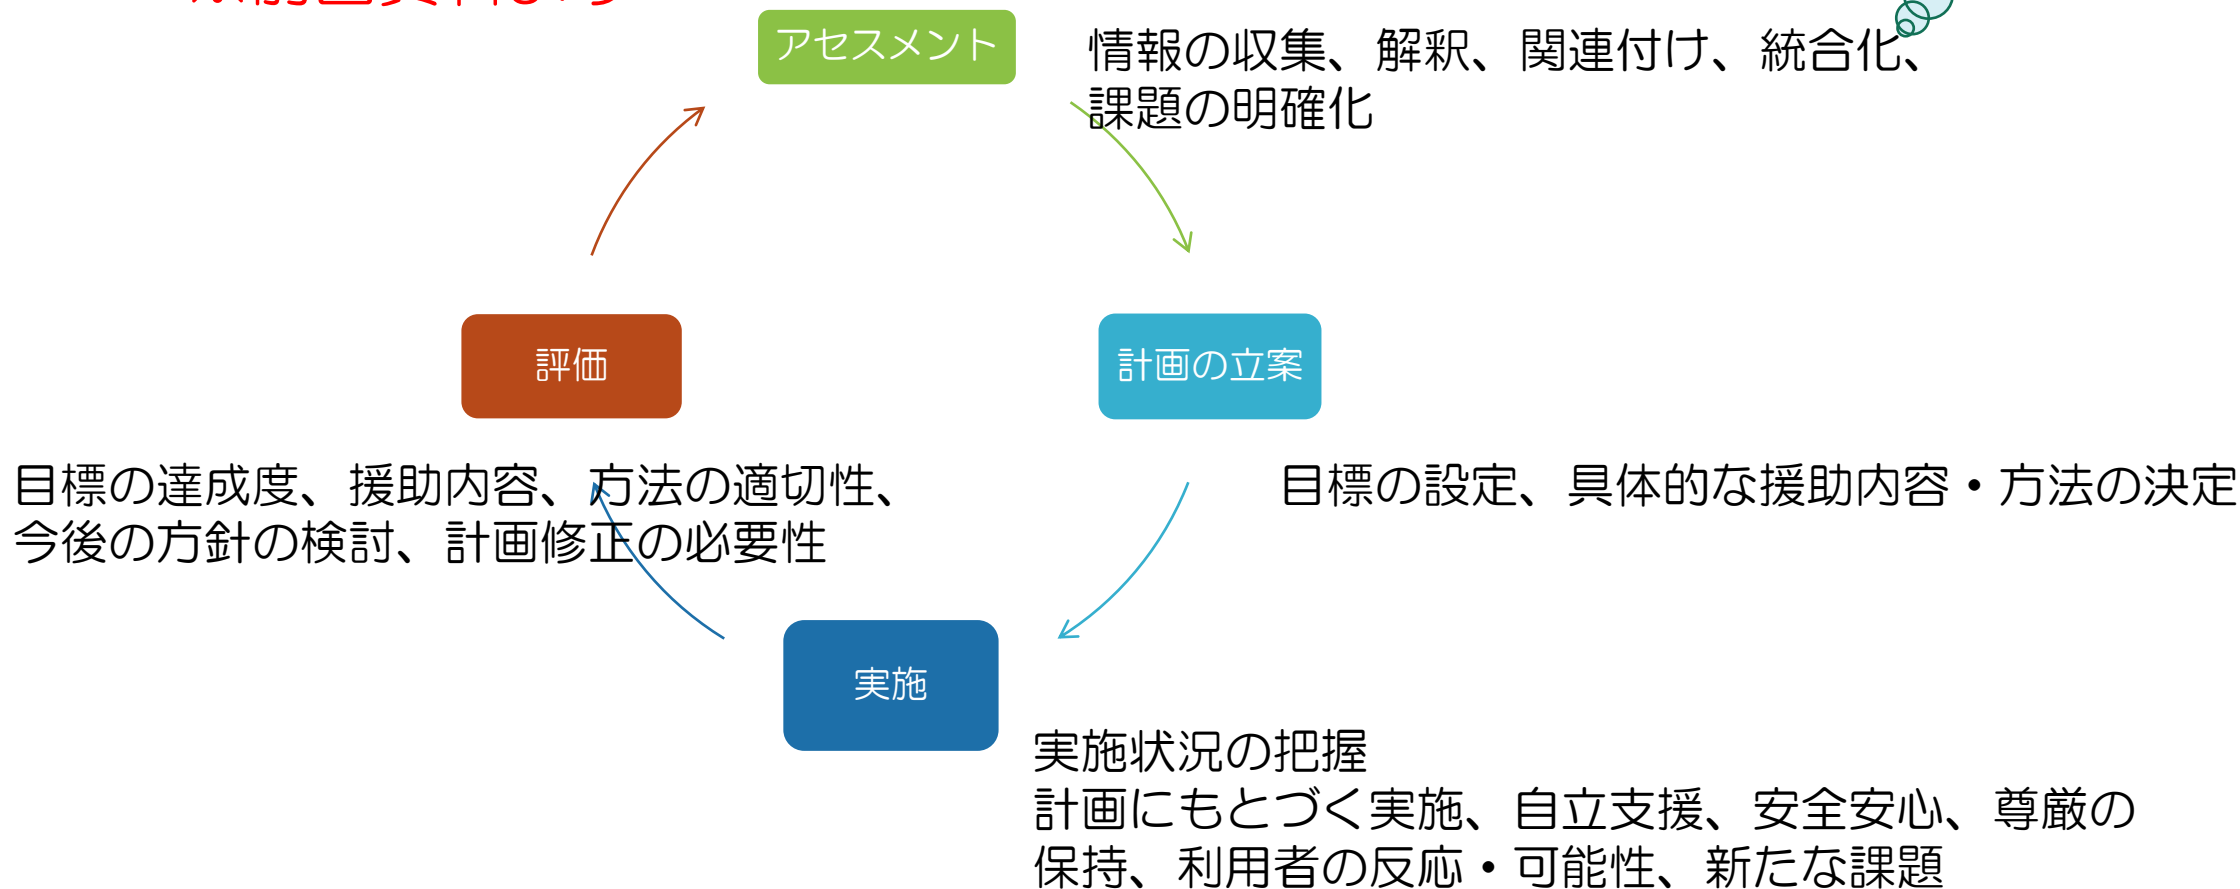 アセスメント
情報の収集、解釈、関連付け、統合化、
課題の明確化
評価
計画の立案
目標の達成度、援助内容、方法の適切性、
今後の方針の検討、計画修正の必要性
目標の設定、具体的な援助内容・方法の決定
実施
実施状況の把握
計画にもとづく実施、自立支援、安全安心、尊厳の
保持、利用者の反応・可能性、新たな課題